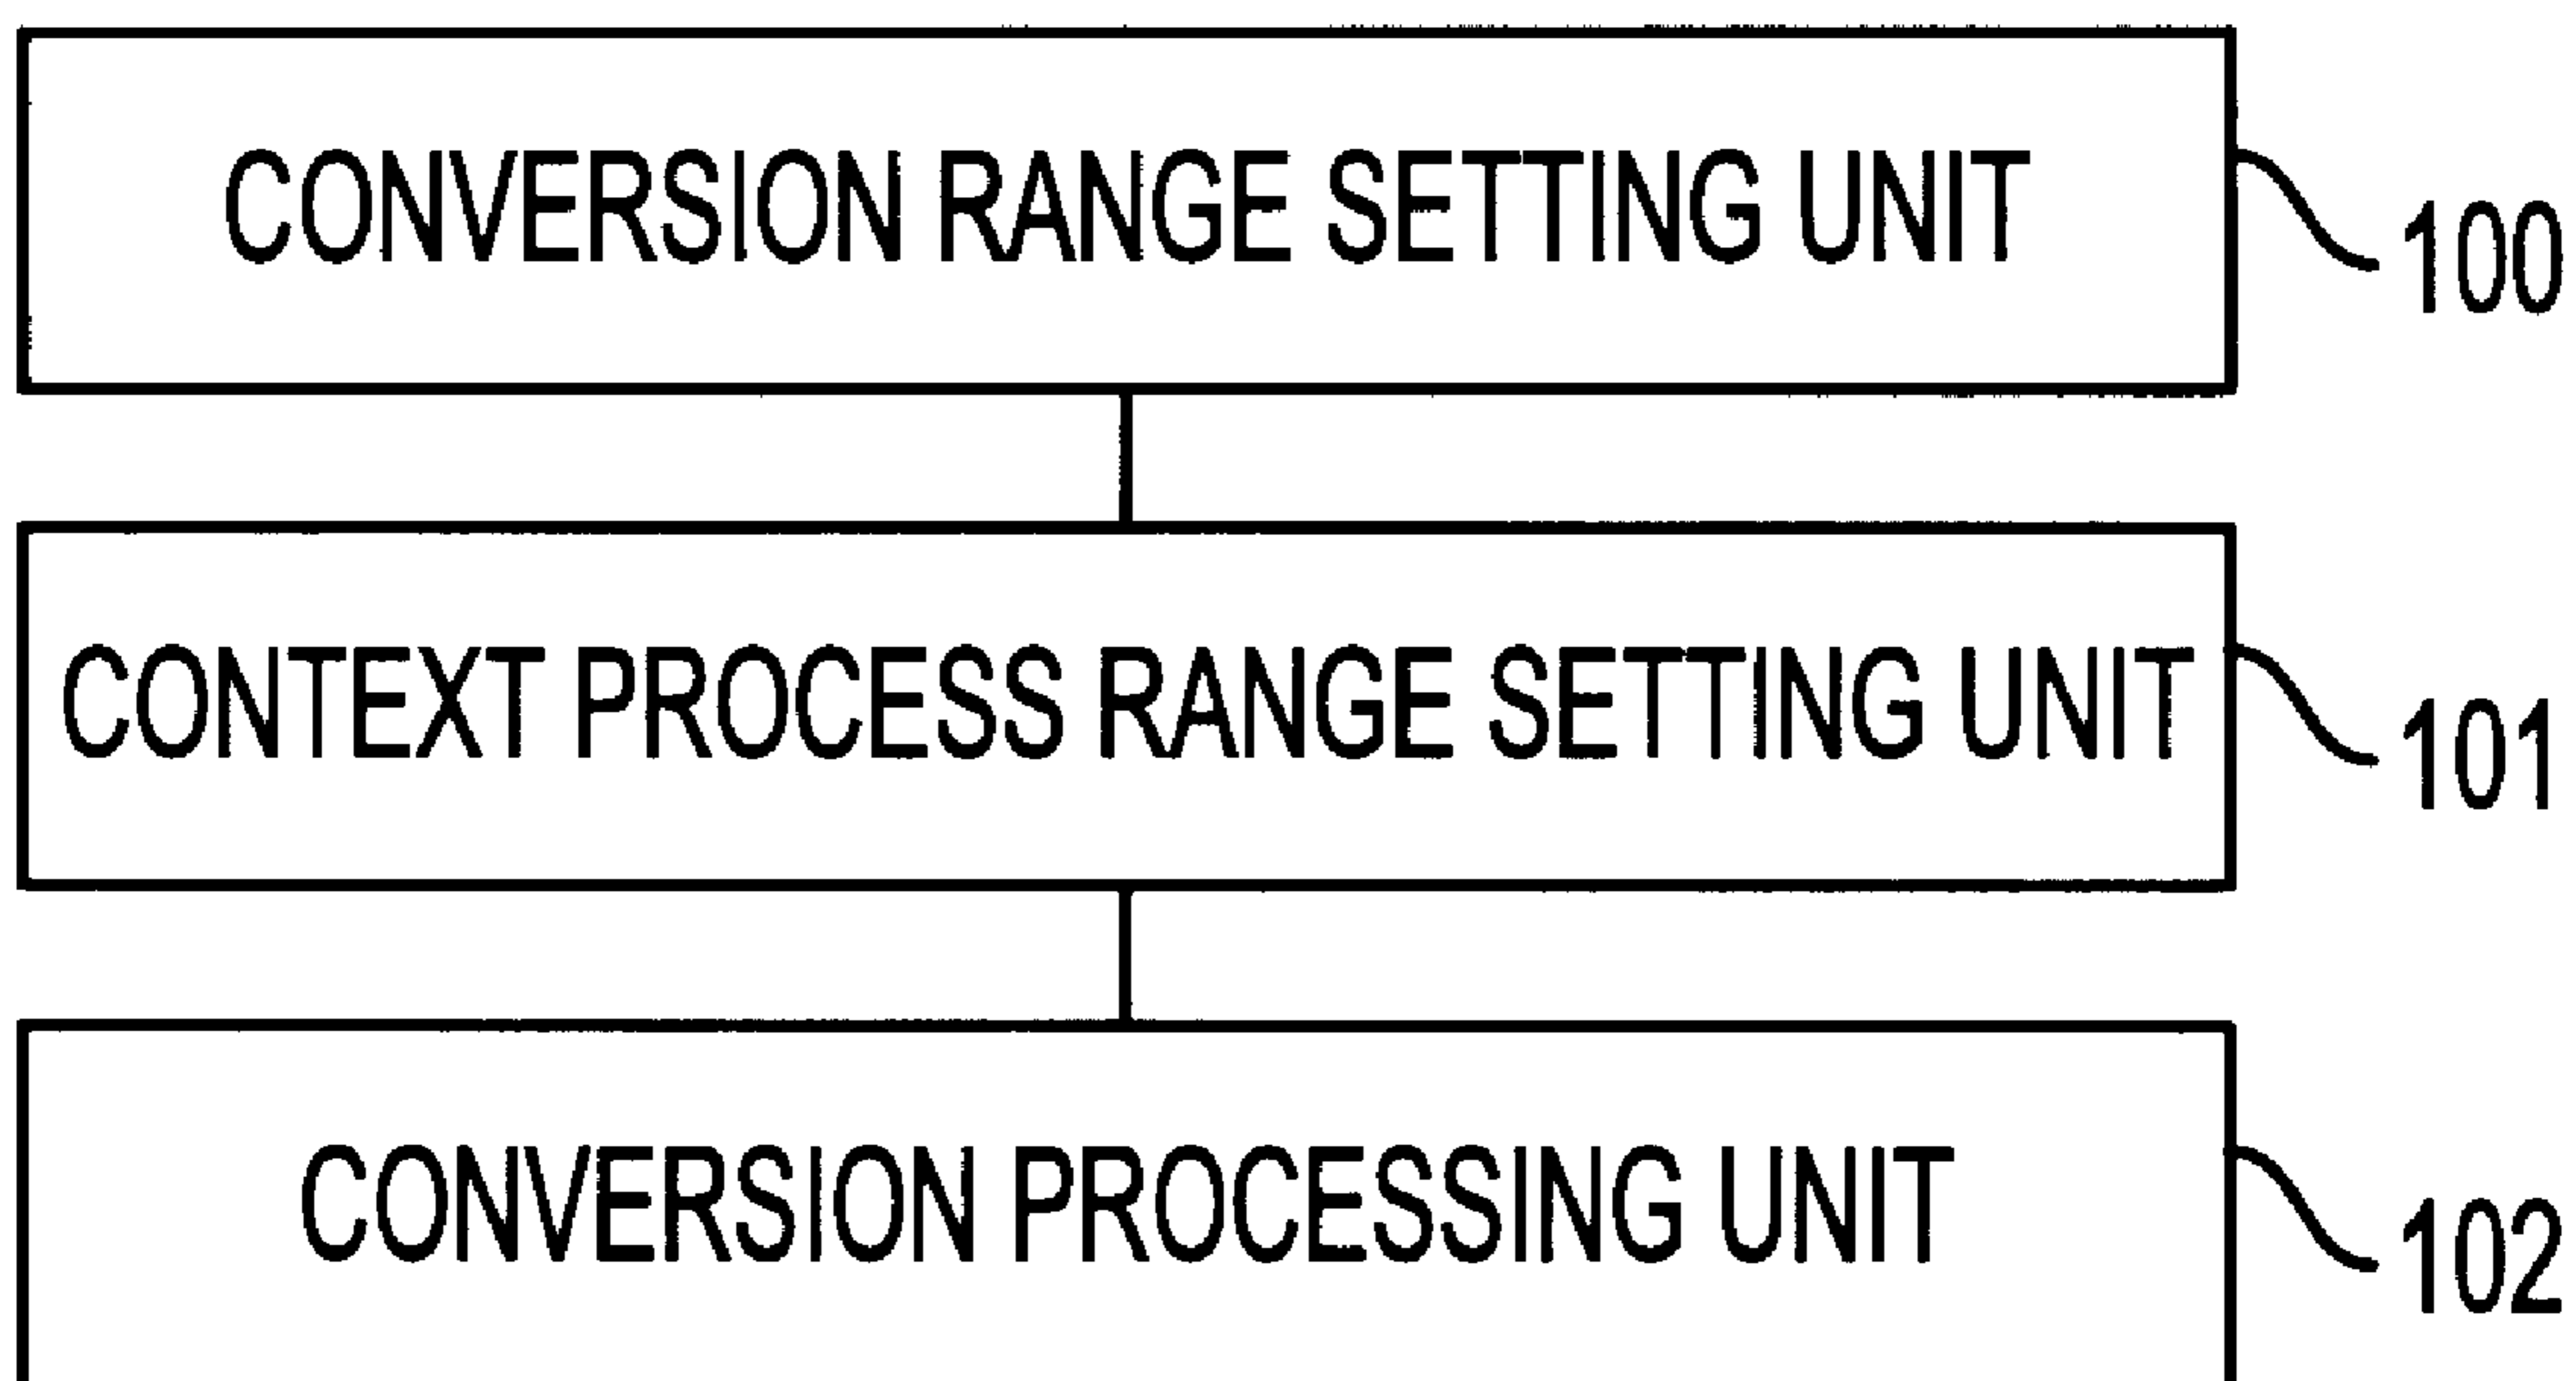 CONVERSION RANGE SETTING UNIT
100
CONTEXT PROCESS RANGE SETTING UNIT
101
CONVERSION PROCESSING UNIT
102